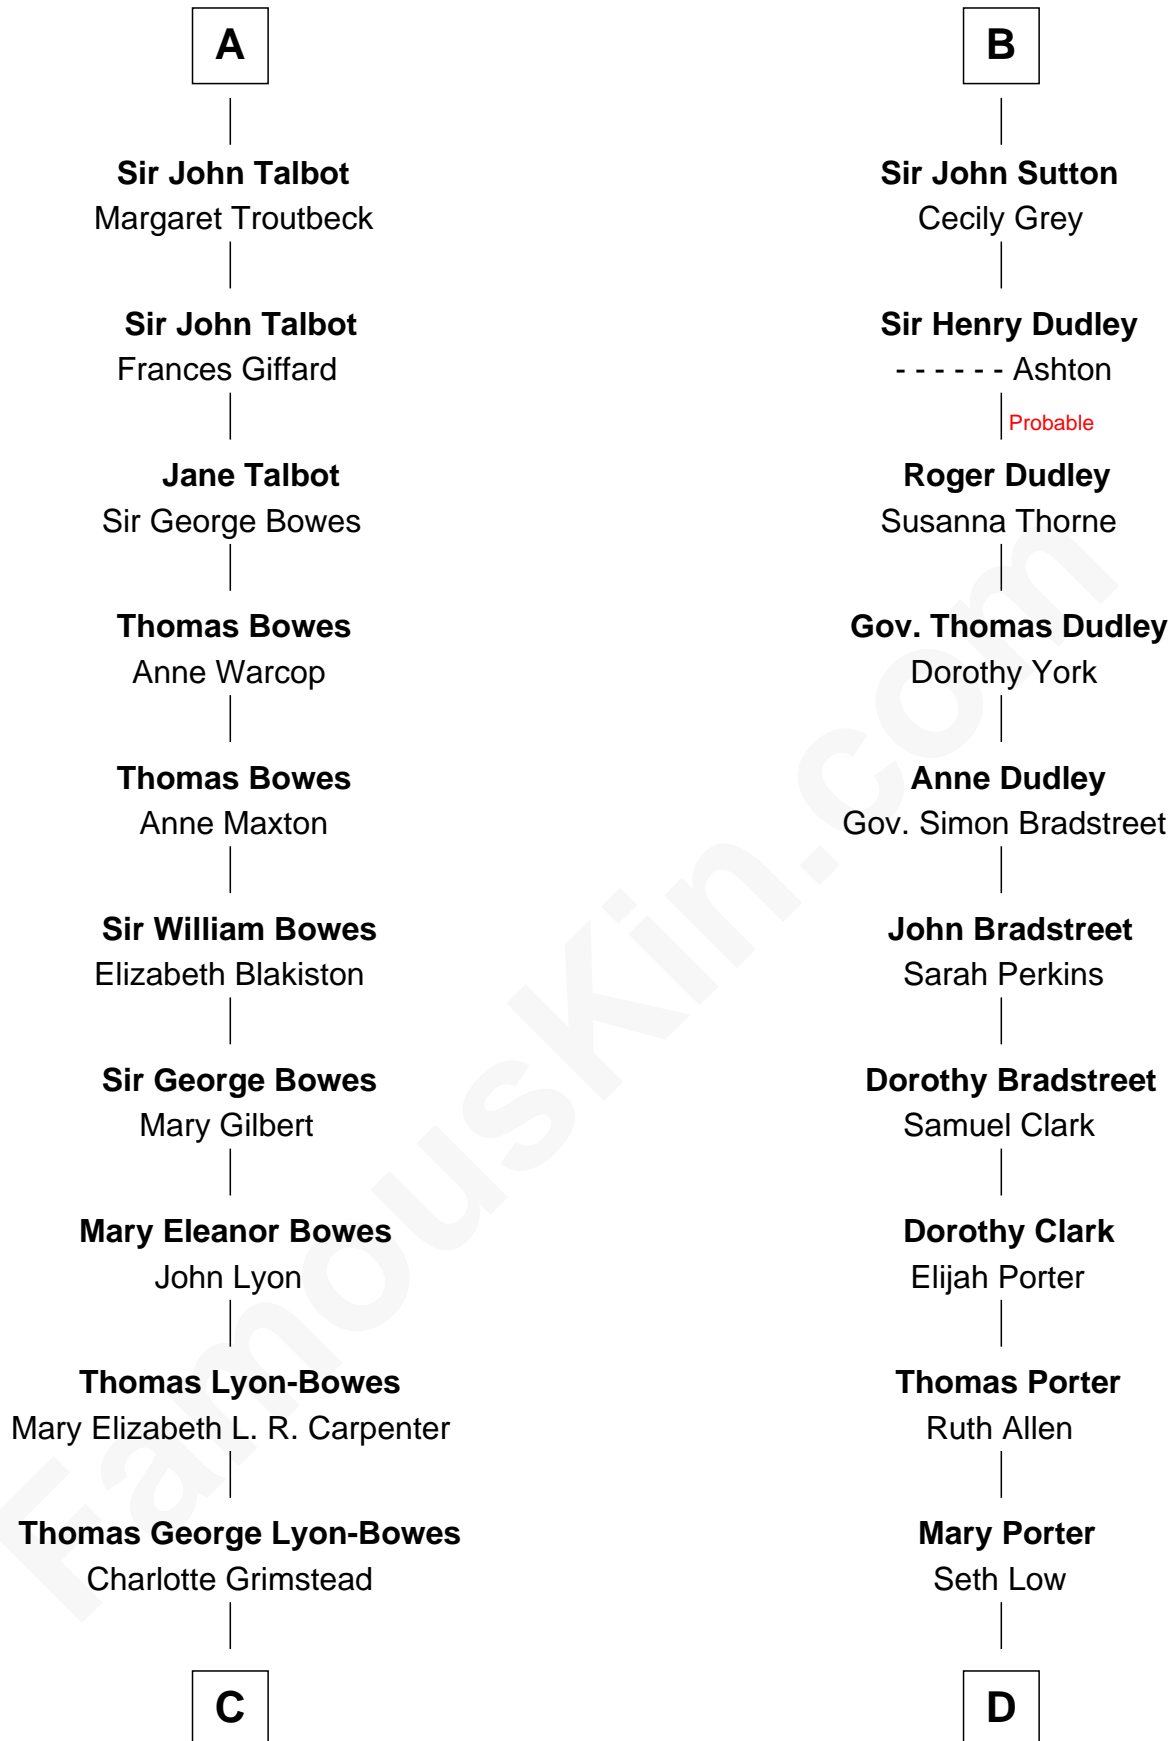 A
Sir John Talbot
Margaret Troutbeck
Sir John Talbot
Frances Giffard
Jane Talbot
Sir George Bowes
Thomas Bowes
Anne Warcop
Thomas Bowes
Anne Maxton
Sir William Bowes
Elizabeth Blakiston
Sir George Bowes
Mary Gilbert
Mary Eleanor Bowes
John Lyon
Thomas Lyon-Bowes
Mary Elizabeth L. R. Carpenter
Thomas George Lyon-Bowes
Charlotte Grimstead
C
B
Sir John Sutton
Cecily Grey
Sir Henry Dudley
- - - - - - Ashton
Probable
Roger Dudley
Susanna Thorne
Gov. Thomas Dudley
Dorothy York
Anne Dudley
Gov. Simon Bradstreet
John Bradstreet
Sarah Perkins
Dorothy Bradstreet
Samuel Clark
Dorothy Clark
Elijah Porter
Thomas Porter
Ruth Allen
Mary Porter
Seth Low
D
FamousKin.com